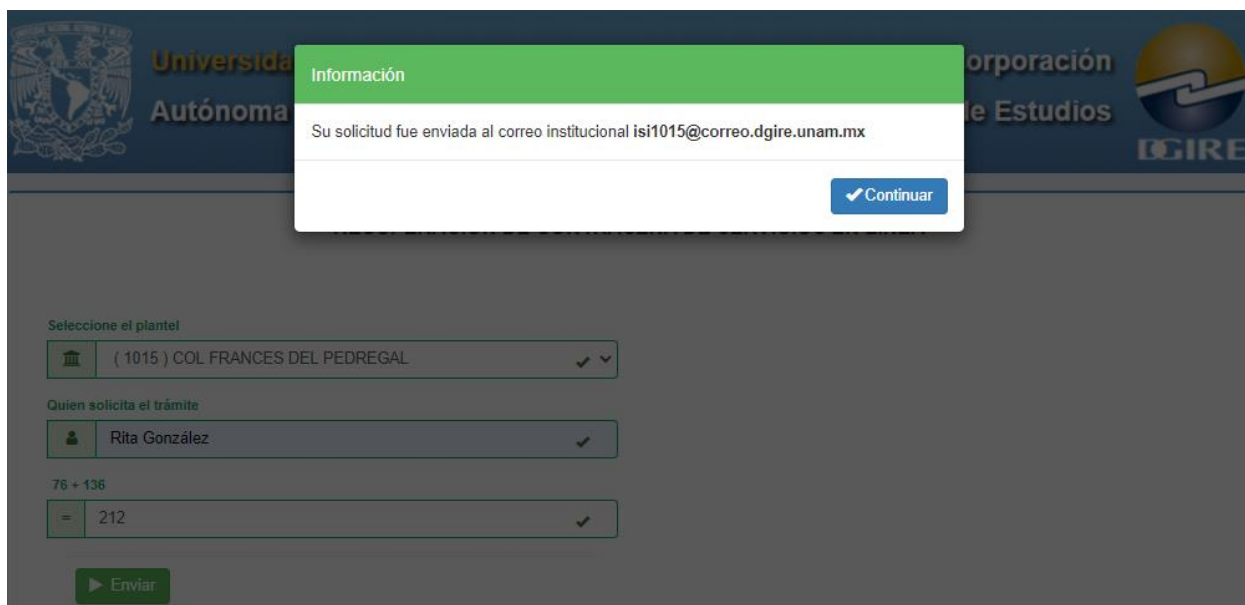 Universida
Autónoma
orporación
e Estudios
DGIRE
Información
Su solicitud fue enviada al correo institucional isi1015@correo.dgire.unam.mx
Continuar
Seleccione el plantel
( 1015 ) COL FRANCES DEL PEDREGAL
Quien solicita el trámite
Rita González
76 + 136
= 212
Enviar